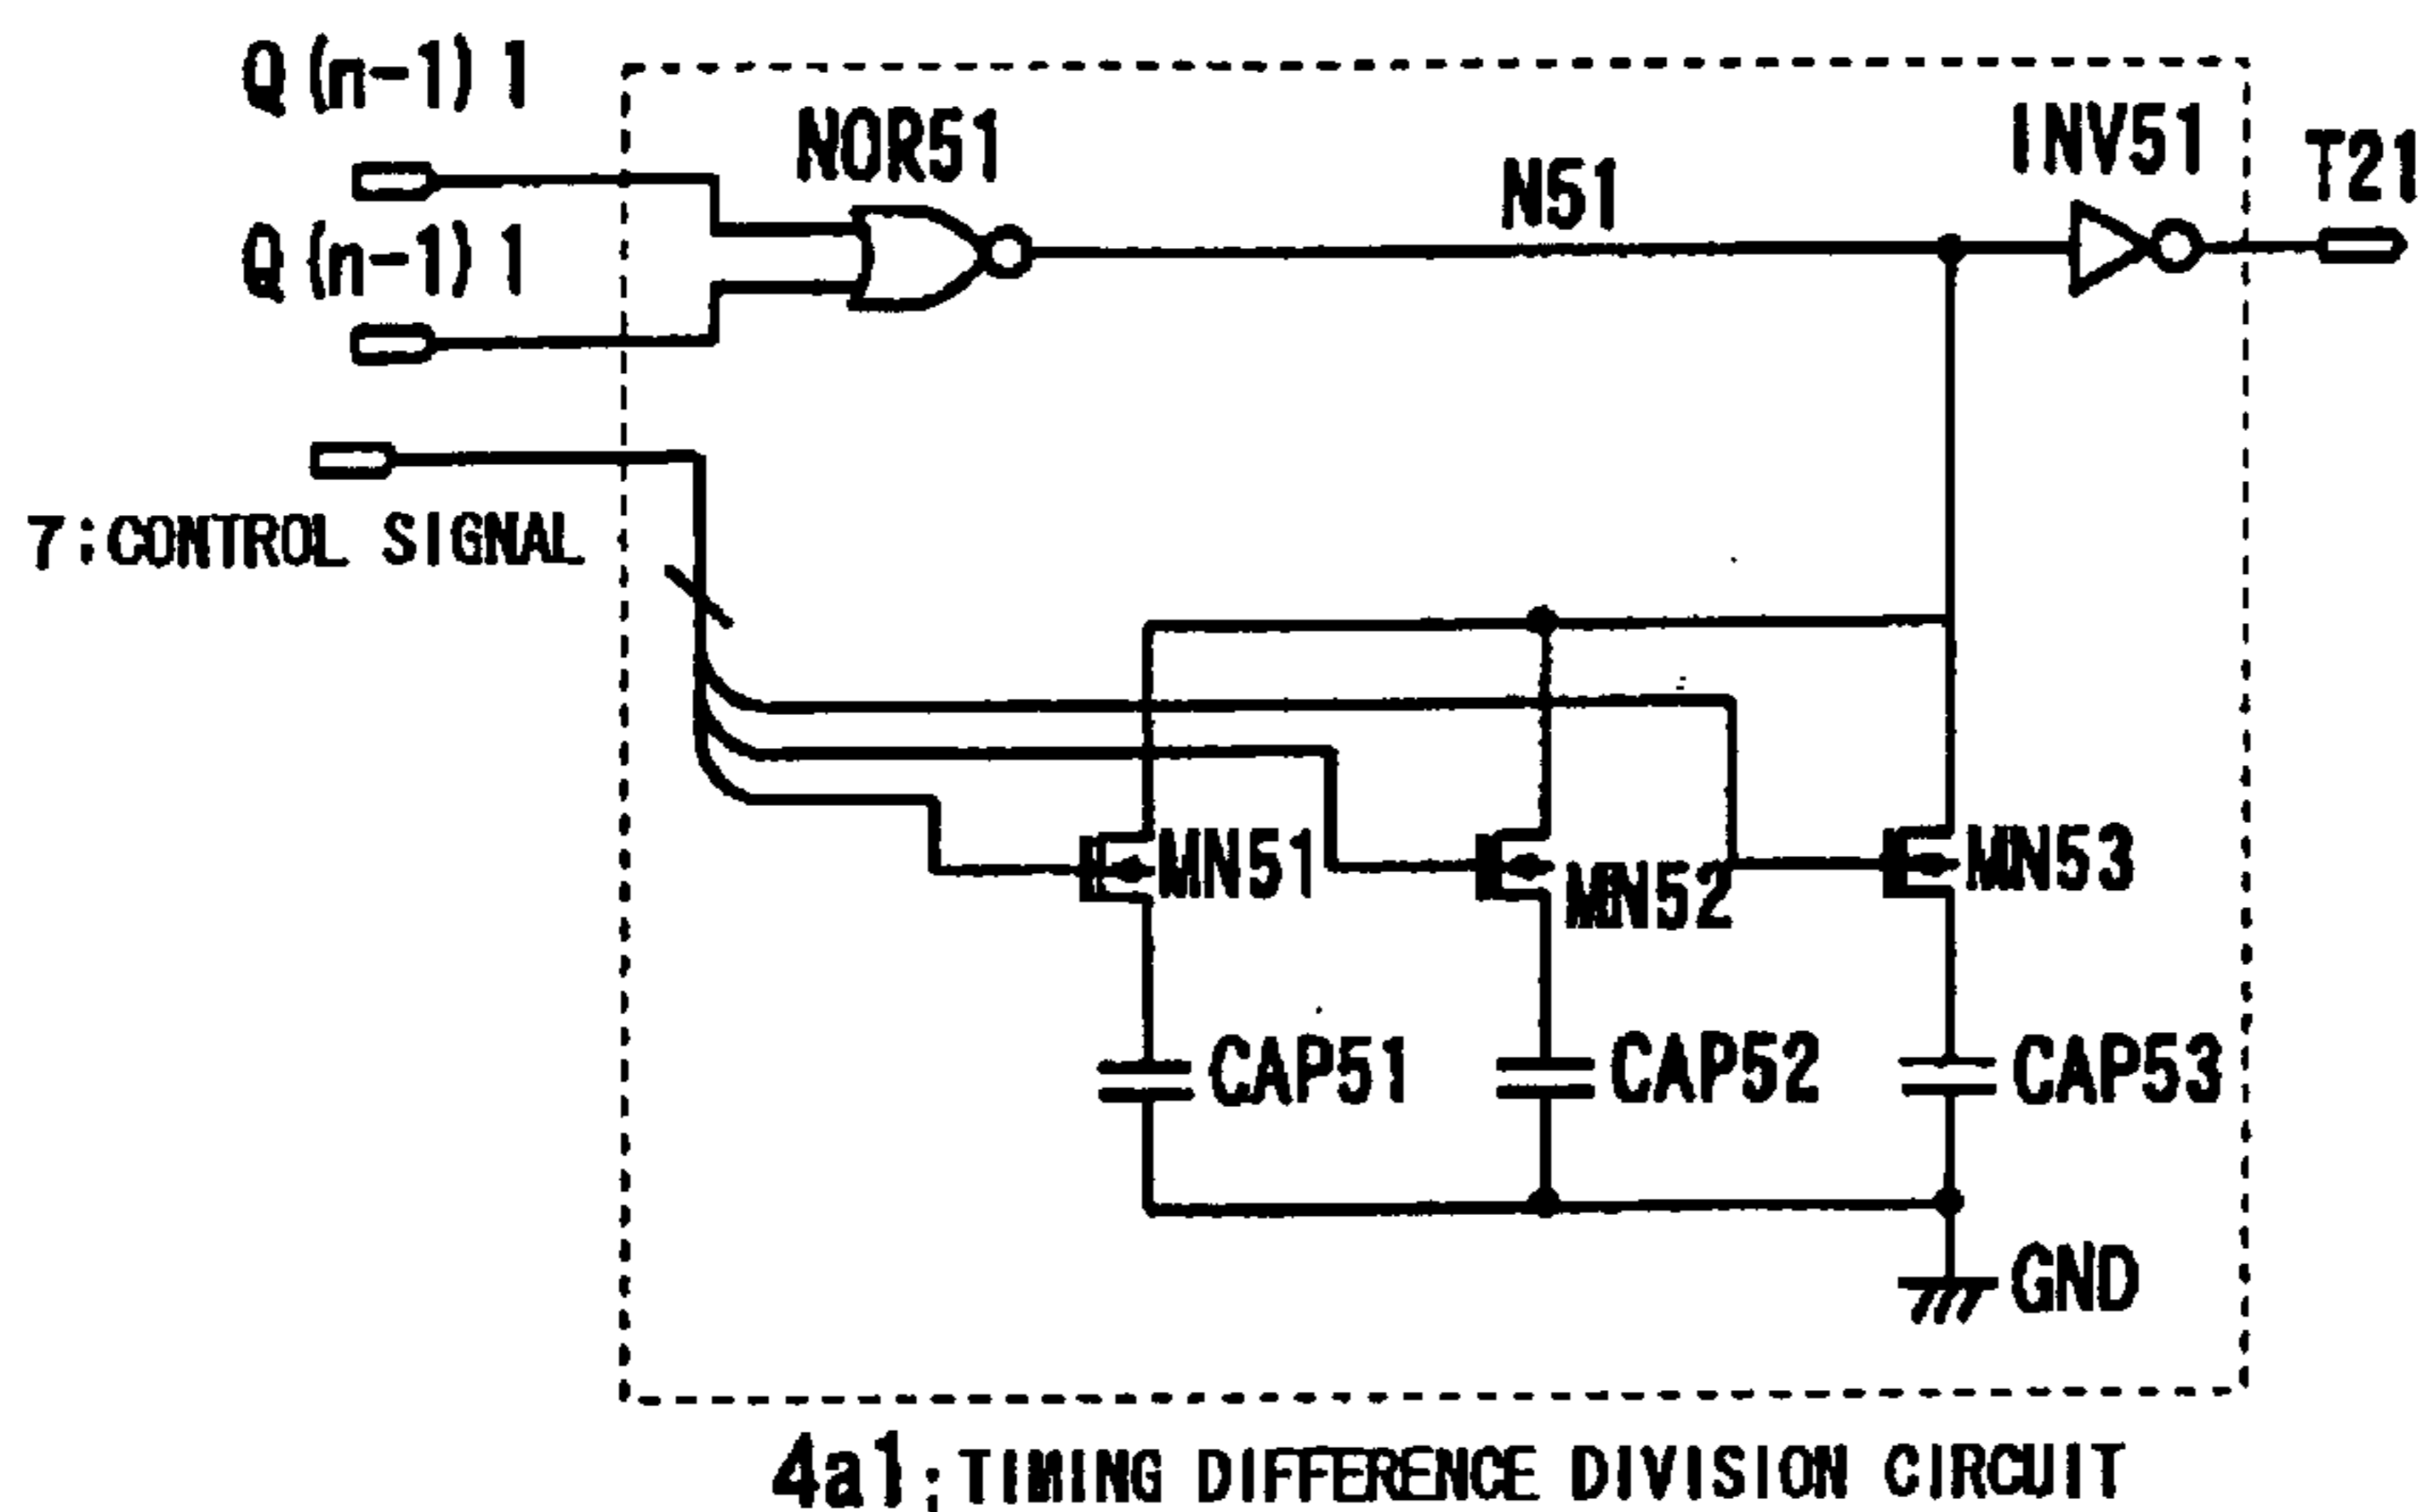 Q(n-1)1
NOR51
INV51
T21
N51
Q(n-1)1
7:CONTROL SIGNAL
MN51
MN52
MN53
CAP51
CAP52
CAP53
GND
4a1;TIMING DIFFERENCE DIVISION CIRCUIT